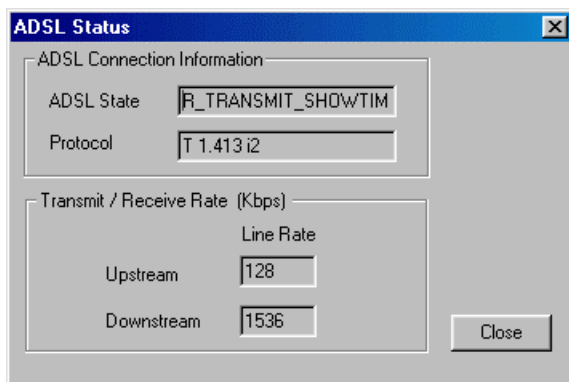 ADSL Status
ADSL Connection Information
ADSL State R_TRANSMIT_SHOWTIM
Protocol T 1.413 i2
Transmit / Receive Rate (Kbps)
Line Rate
Upstream 128
Downstream 1536
Close